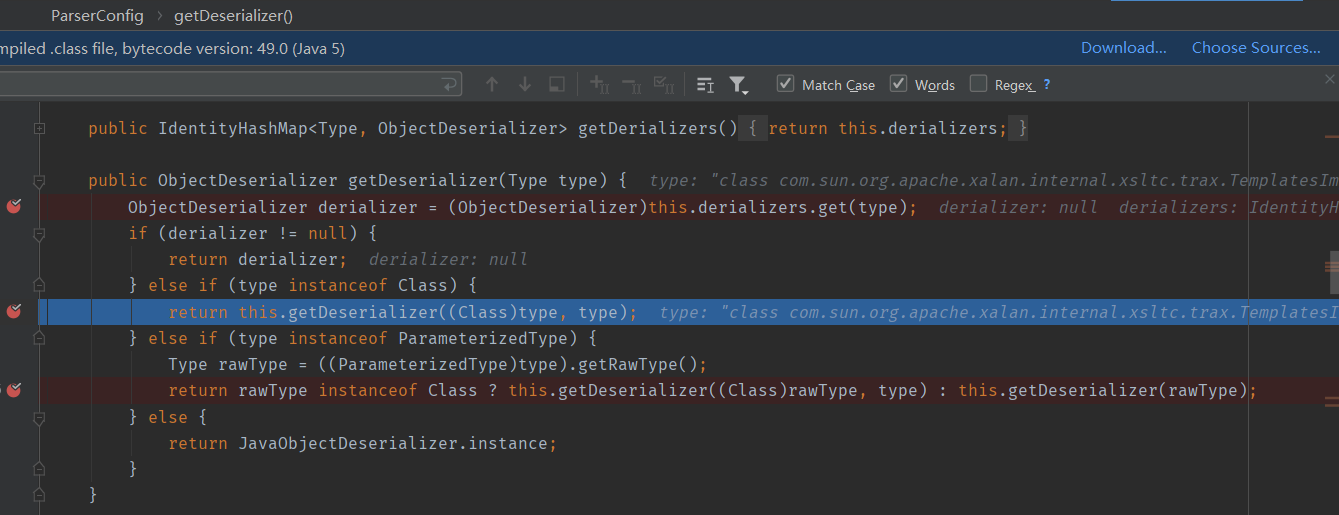 ParserConfig > getDeserializer()
mpiled .class file, bytecode version: 49.0 (Java 5) Download... Choose Sources...
Match Case Words Regex ?
public IdentityHashMap<Type, ObjectDeserializer> getDerializers() { return this.derializers; }
public ObjectDeserializer getDeserializer(Type type) { type: "class com.sun.org.apache.xalan.internal.xsltc.trax.TemplatesIm
ObjectDeserializer derializer = (ObjectDeserializer)this.derializers.get(type); derializer: null derializers: IdentityH
if (derializer != null) {
return derializer; derializer: null
} else if (type instanceof Class) {
return this.getDeserializer((Class)type, type); type: "class com.sun.org.apache.xalan.internal.xsltc.trax.TemplatesI
} else if (type instanceof ParameterizedType) {
Type rawType = ((ParameterizedType)type).getRawType();
return rawType instanceof Class ? this.getDeserializer((Class)rawType, type) : this.getDeserializer(rawType);
} else {
return JavaObjectDeserializer.instance;
}
}